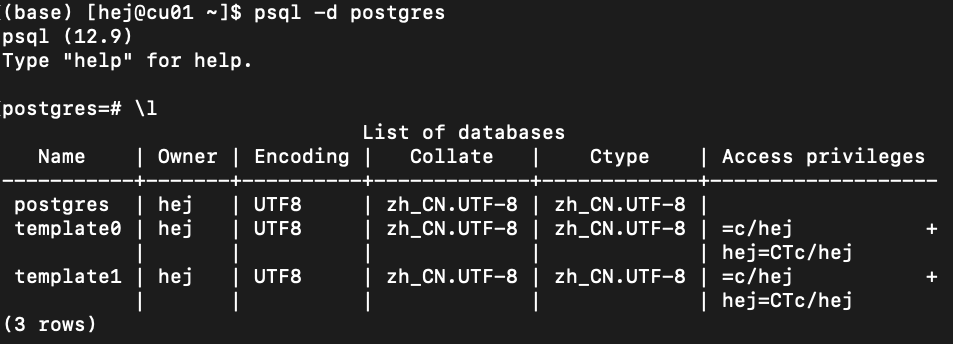 (base) [hej@cu01 ~]$ psql -d postgres
psql (12.9)
Type "help" for help.

postgres=# \l
                              List of databases
   Name    | Owner | Encoding |   Collate   |    Ctype    | Access privileges
-----------+-------+----------+-------------+-------------+-------------------
 postgres  | hej   | UTF8     | zh_CN.UTF-8 | zh_CN.UTF-8 |
 template0 | hej   | UTF8     | zh_CN.UTF-8 | zh_CN.UTF-8 | =c/hej           +
           |       |          |             |             | hej=CTc/hej
 template1 | hej   | UTF8     | zh_CN.UTF-8 | zh_CN.UTF-8 | =c/hej           +
           |       |          |             |             | hej=CTc/hej
(3 rows)